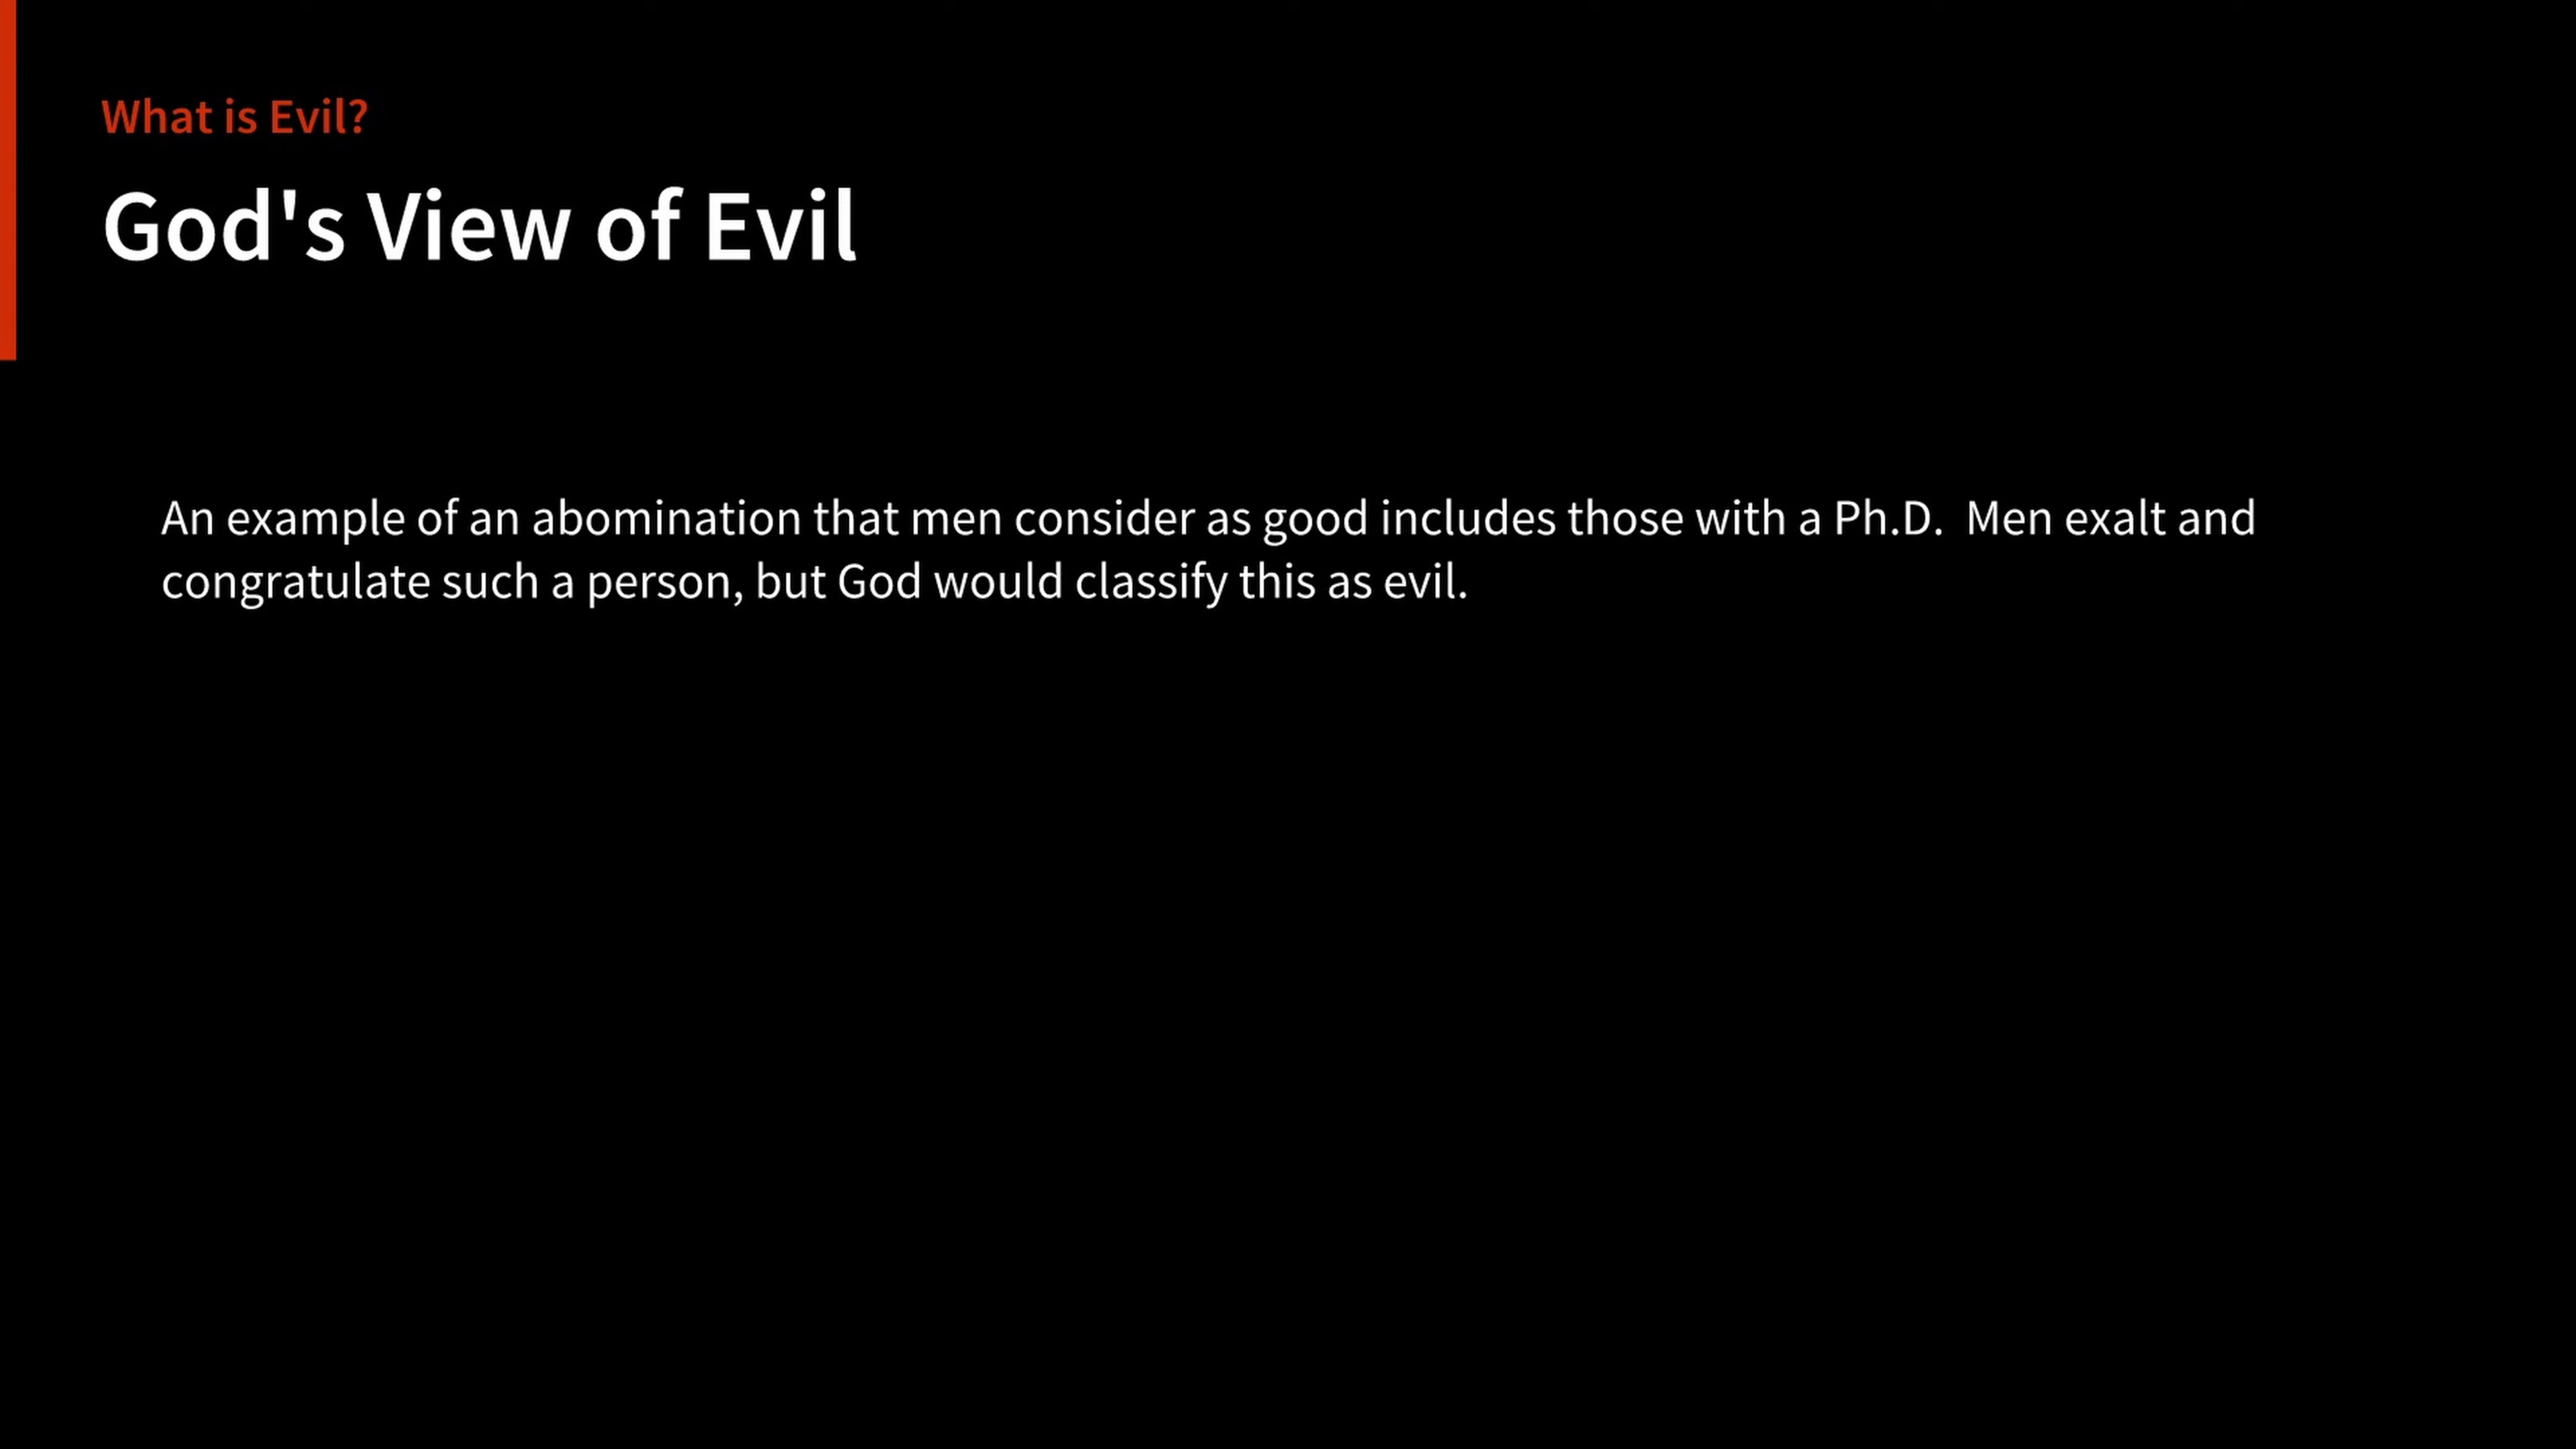 What is Evil?
God's View of Evil
An example of an abomination that men consider as good includes those with a Ph.D.  Men exalt and
congratulate such a person, but God would classify this as evil.